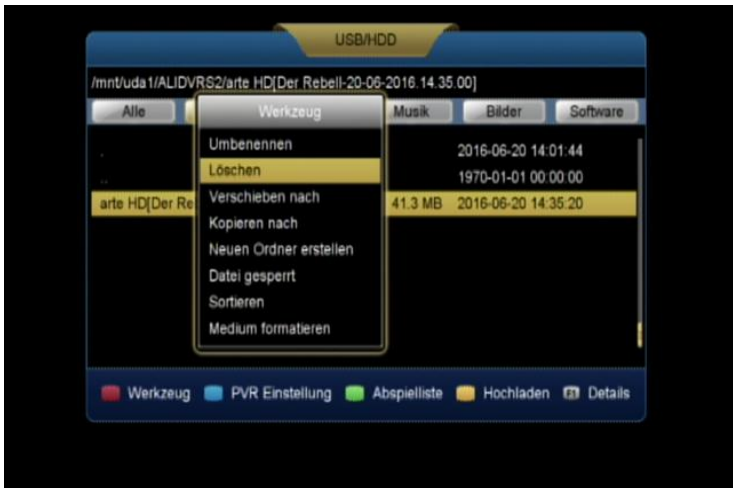 USB/HDD
/mnt/uda1/ALIDVRS2/arte HD[Der Rebell-20-06-2016.14.35.00]
Alle Werkzeug Musik Bilder Software
Umbenennen
. 2016-06-20 14:01:44
Löschen
.. 1970-01-01 00:00:00
Verschieben nach
arte HD[Der Re 41.3 MB 2016-06-20 14:35:20
Kopieren nach
Neuen Ordner erstellen
Datei gesperrt
Sortieren
Medium formatieren
Werkzeug PVR Einstellung Abspielliste Hochladen Details